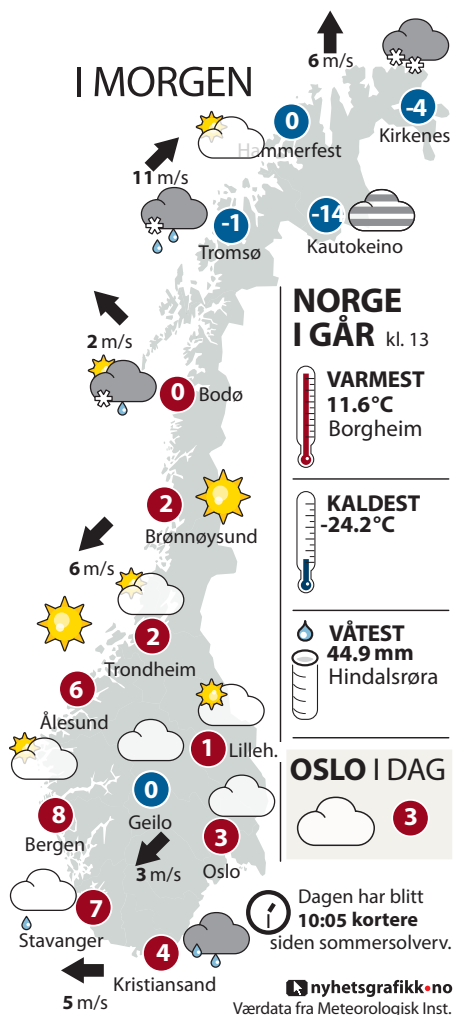 I MORGEN
6 m/s
-4
Kirkenes
0
Hammerfest
11 m/s
-1
Tromsø
-14
Kautokeino
2 m/s
0 Bodø
2
Brønnøysund
6 m/s
2
Trondheim
6
Ålesund
1 Lilleh.
0
Geilo
8
Bergen
3
Oslo
3 m/s
7
Stavanger
4
Kristiansand
5 m/s
NORGE
I GÅR kl. 13
VARMEST
11.6°C
Borgheim
KALDEST
-24.2°C
VÅTEST
44.9 mm
Hindalsrøra
OSLO I DAG
3
Dagen har blitt
10:05 kortere
siden sommersolverv.
nyhetsgrafikk•no
Værdata fra Meteorologisk Inst.